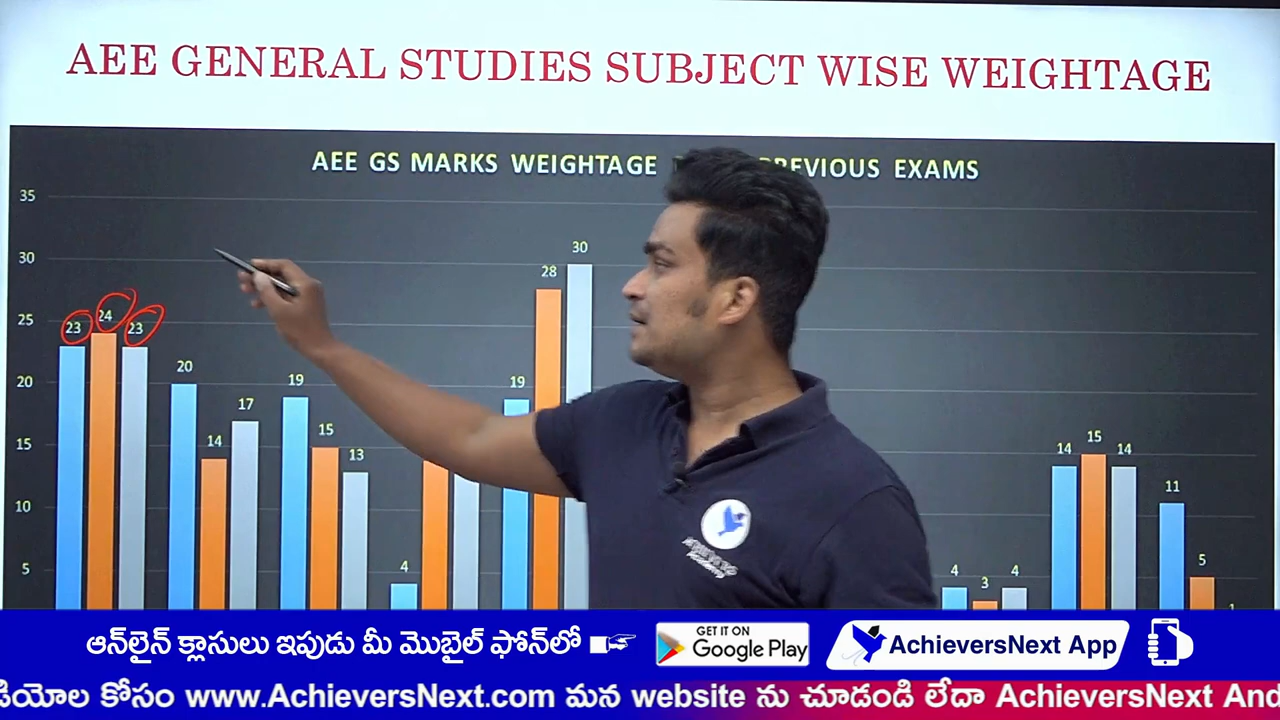 AEE GENERAL STUDIES SUBJECT WISE WEIGHTAGE
AEE GS MARKS WEIGHTAGE PREVIOUS EXAMS
35
30
25
20
15
10
5
23 24 23
20 14 17
19 15 13
4
19 28 30
4 3 4
14 15 14
11 5 1
ఆన్‌లైన్ క్లాసులు ఇపుడు మీ మొబైల్ ఫోన్‌లో
GET IT ON
Google Play
AchieversNext App
డియోల కోసం www.AchieversNext.com మన website ను చూడండి లేదా AchieversNext And